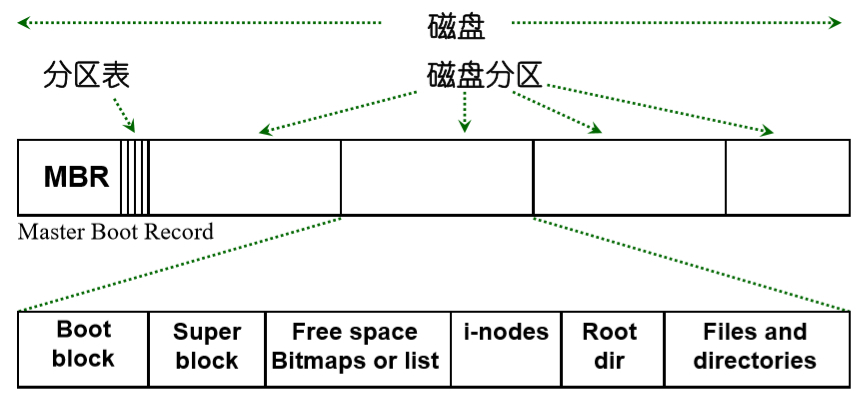 磁盘
分区表
磁盘分区
MBR
Master Boot Record
Boot
block
Super
block
Free space
Bitmaps or list
i-nodes
Root
dir
Files and
directories